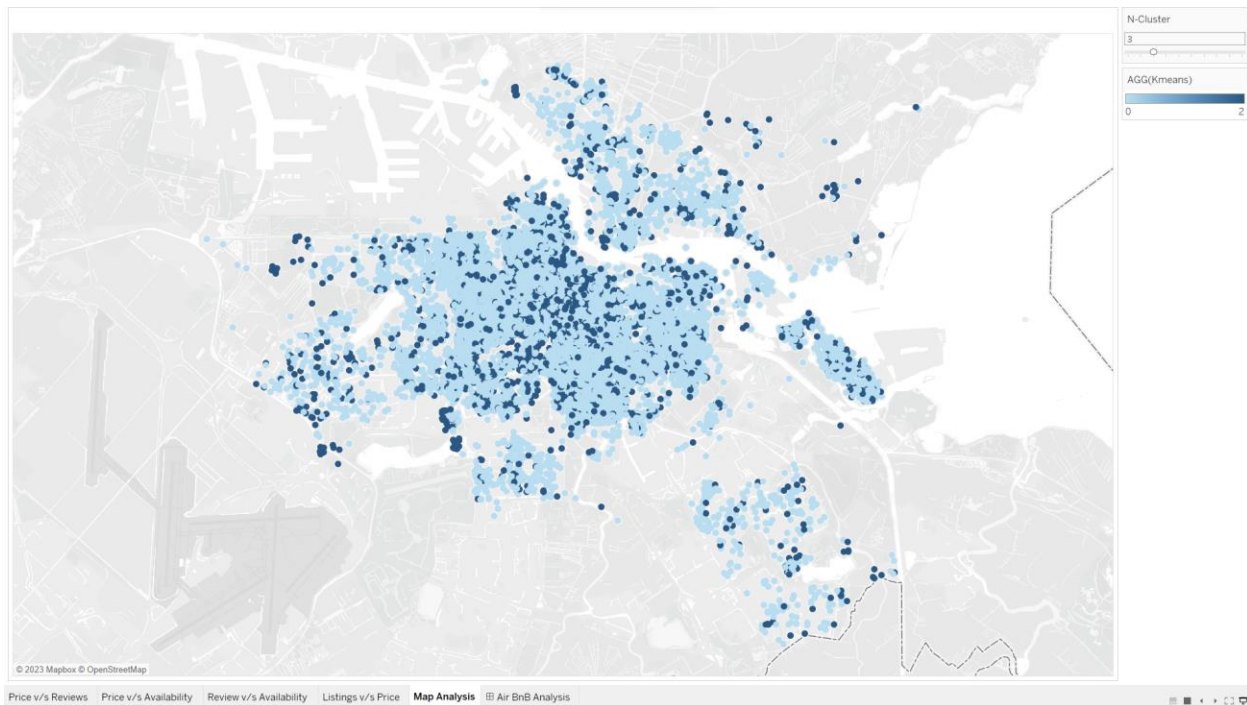 N-Cluster
3
AGG(Kmeans)
0 2
© 2023 Mapbox © OpenStreetMap
Price v/s Reviews Price v/s Availability Review v/s Availability Listings v/s Price Map Analysis Air BnB Analysis